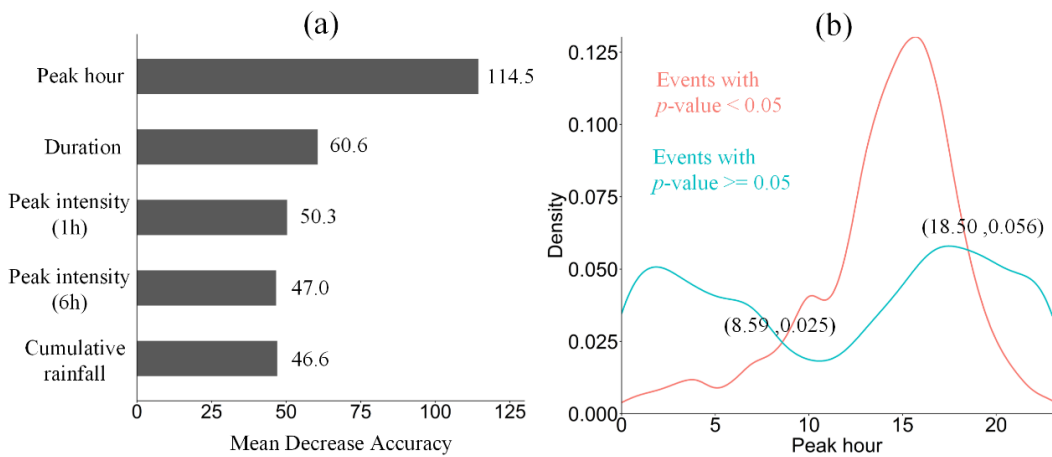 (a)
Peak hour
114.5
Duration
60.6
Peak intensity
(1h)
50.3
Peak intensity
(6h)
47.0
Cumulative
rainfall
46.6
0 25 50 75 100 125
Mean Decrease Accuracy
(b)
0.125
0.100
0.075
0.050
0.025
0.000
Density
Events with
p-value < 0.05
Events with
p-value >= 0.05
(18.50 ,0.056)
(8.59 ,0.025)
0 5 10 15 20
Peak hour